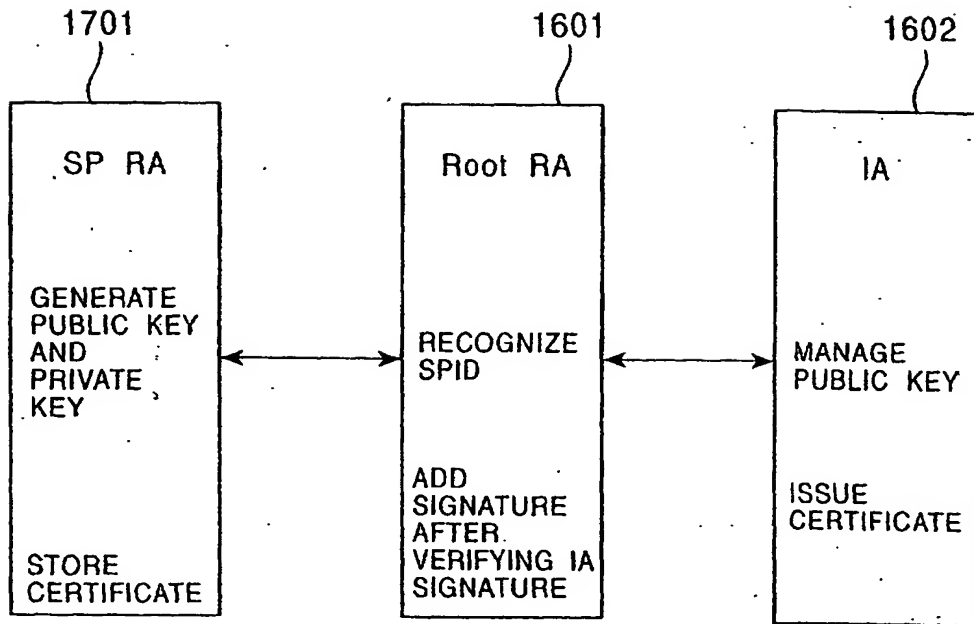 1701
1601
1602
SP RA
Root RA
IA
GENERATE
PUBLIC KEY
AND
PRIVATE
KEY
STORE
CERTIFICATE
RECOGNIZE
SPID
ADD
SIGNATURE
AFTER
VERIFYING IA
SIGNATURE
MANAGE
PUBLIC KEY
ISSUE
CERTIFICATE